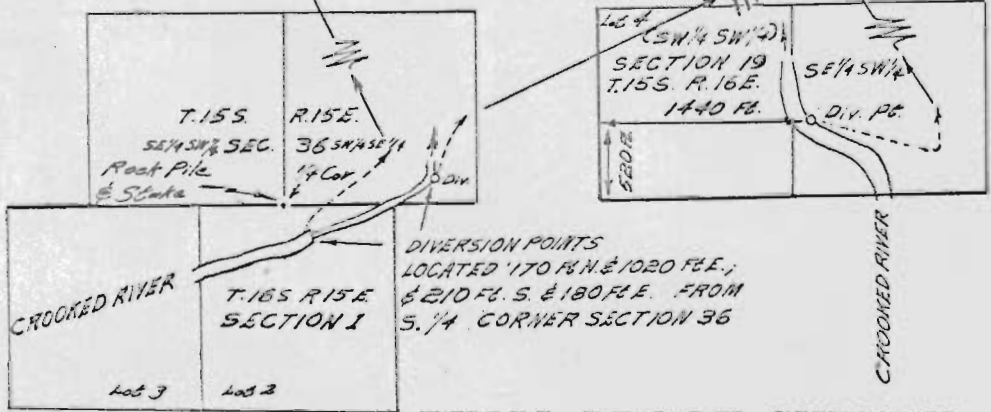 T.15S. R.15E.
SE¼ SW¼ SEC. 36 SW¼ SE¼
Rock Pile & Stake
¼ Cor.
Div.
CROOKED RIVER
T.16S R15E
SECTION 1
Lot 3 Lot 2
DIVERSION POINTS
LOCATED 170 Ft. N. & 1020 Ft. E.,
& 210 Ft. S. & 180 Ft. E. FROM
S. ¼ CORNER SECTION 36
Lot 4
(SW¼ SW¼)
SECTION 19
T.15S. R.16E.
1440 Ft.
SE¼ SW¼
Div. Pt.
520 Ft.
CROOKED RIVER